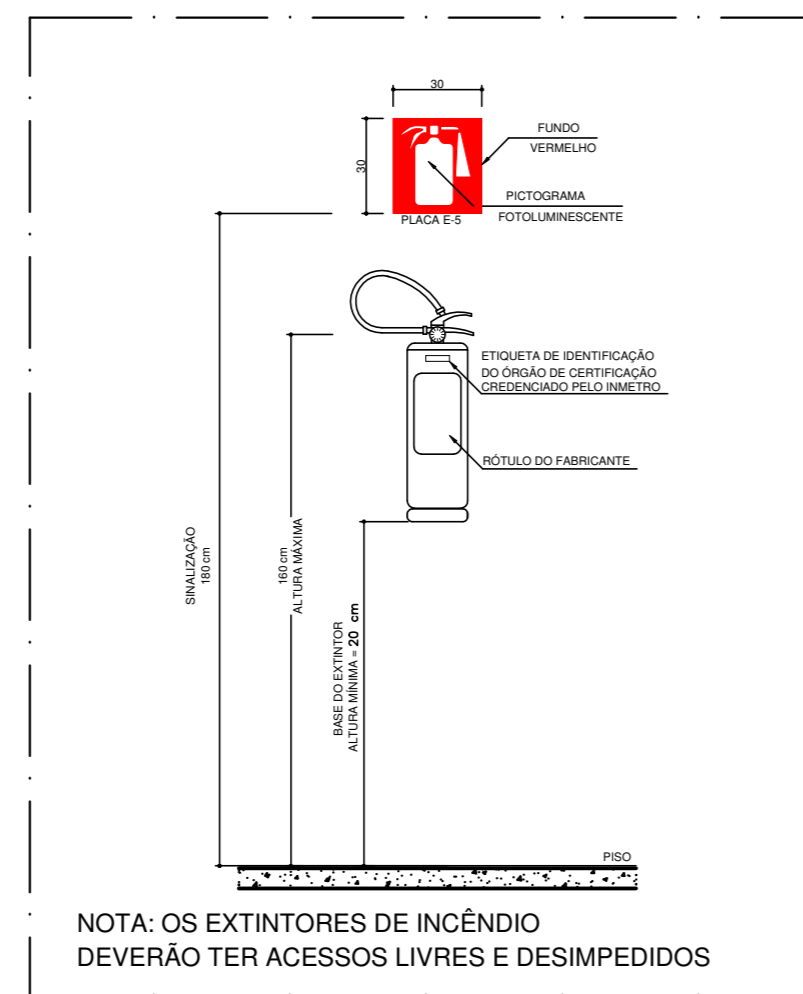 30
30
FUNDO
VERMELHO
PICTOGRAMA
FOTOLUMINESCENTE
PLACA E-5
ETIQUETA DE IDENTIFICAÇÃO
DO ÓRGÃO DE CERTIFICAÇÃO
CREDENCIADO PELO INMETRO
RÓTULO DO FABRICANTE
SINALIZAÇÃO
180 cm
160 cm
ALTURA MÁXIMA
BASE DO EXTINTOR
ALTURA MÍNIMA = 20 cm
PISO
NOTA: OS EXTINTORES DE INCÊNDIO
DEVERÃO TER ACESSOS LIVRES E DESIMPEDIDOS